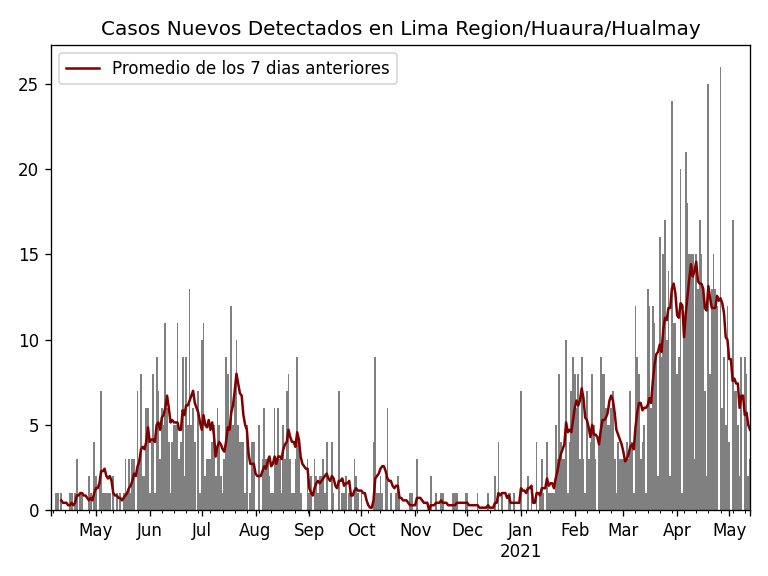 Casos Nuevos Detectados en Lima Region/Huaura/Hualmay
Promedio de los 7 dias anteriores
25
20
15
10
5
0
May Jun Jul Aug Sep Oct Nov Dec Jan Feb Mar Apr May
2021